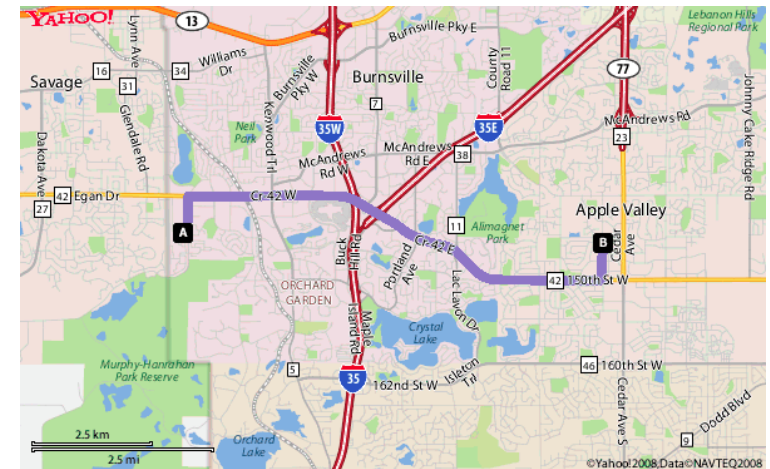 YAHOO!
13
Lynn Ave
Williams
Dr
Burnsville
Pky W
Burnsville Pky E
County
Road 11
Lebanon Hills
Regional Park
Savage
16
31
34
Burnsville
77
7
Glendale Rd
Kenwood Trl
Neil
Park
35W
35E
McAndrews Rd
23
McAndrews
Rd W
McAndrews
Rd E
38
Johnny Cake Ridge Rd
Dakota Ave
42
Egan Dr
27
Cr 42 W
A
11
Alimagnet
Park
Apple Valley
B
Cedar
Ave
Buck
Hill Rd
Cr 42 E
Portland
Ave
42
150th St W
ORCHARD
GARDEN
Lac Lavon Dr
Maple
Island Rd
Crystal
Lake
Murphy-Hanrahan
Park Reserve
5
35
162nd St W
Isleton
Trl
46
160th St W
Cedar Ave S
Dodd Blvd
9
Orchard
Lake
2.5 km
2.5 mi
©Yahoo!2008,Data©NAVTEQ2008